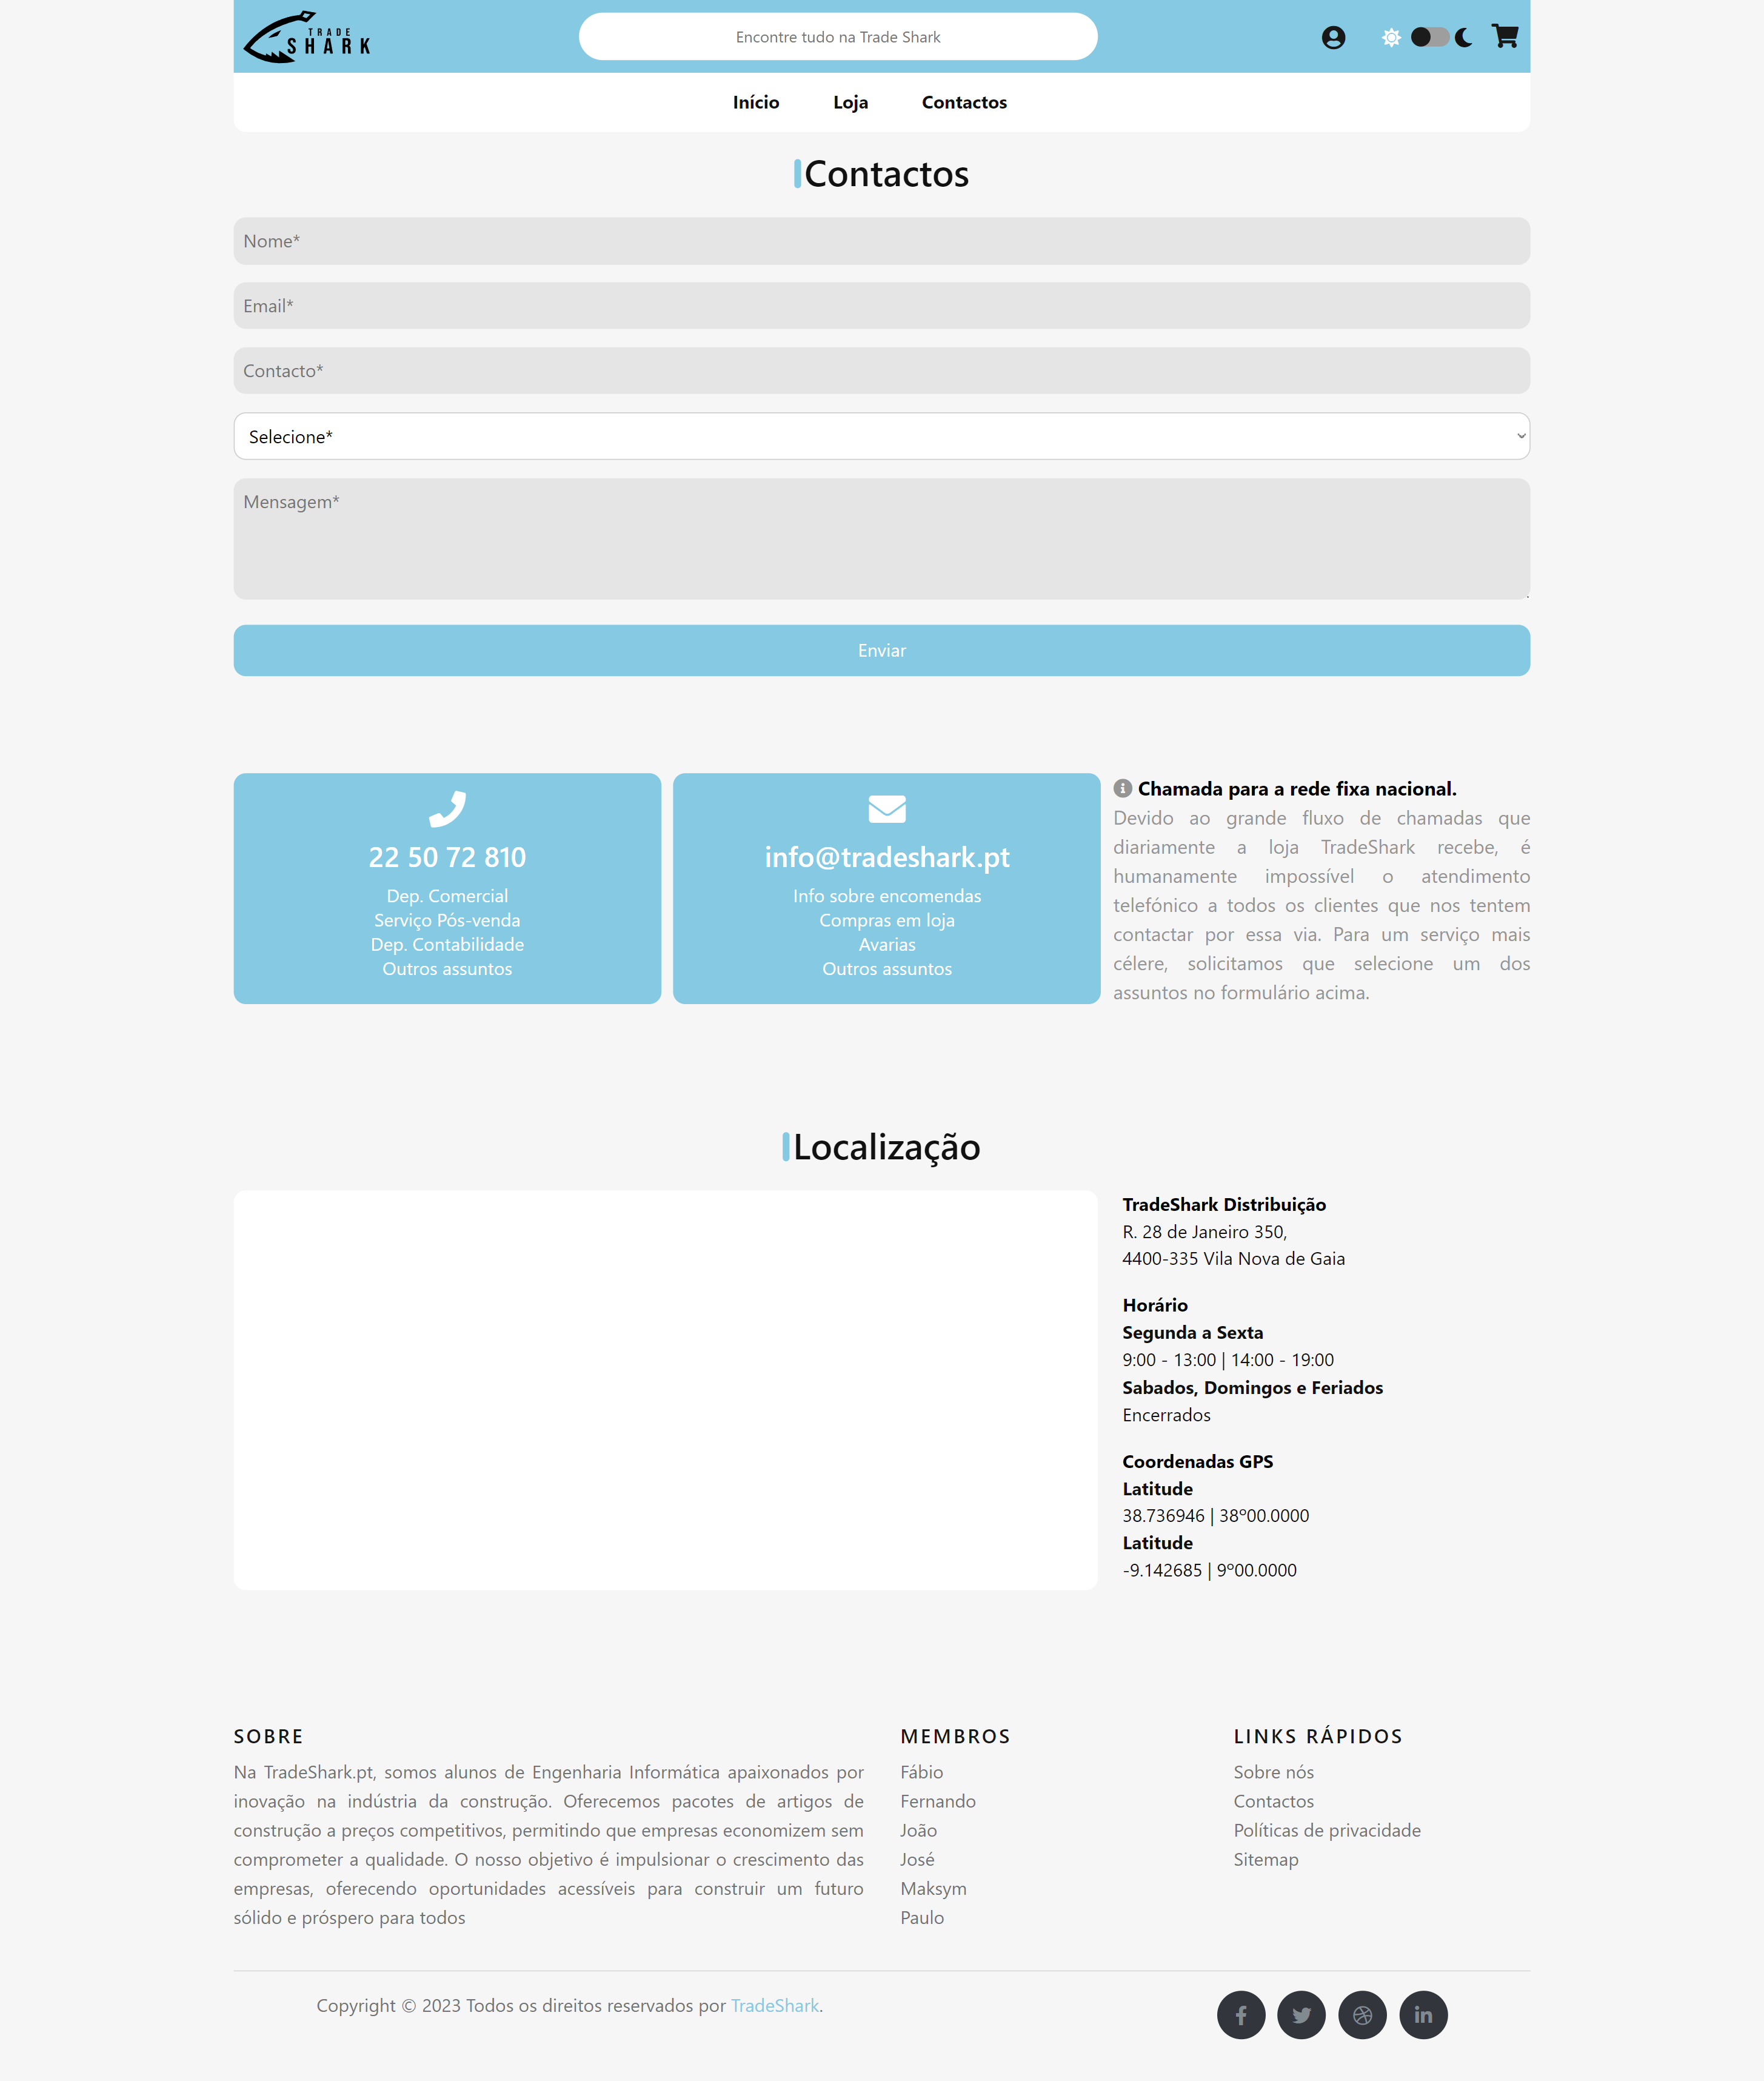 TRADE
SHARK
Encontre tudo na Trade Shark
Início Loja Contactos
Contactos
Nome*
Email*
Contacto*
Selecione*
Mensagem*
Enviar
22 50 72 810
Dep. Comercial
Serviço Pós-venda
Dep. Contabilidade
Outros assuntos
info@tradeshark.pt
Info sobre encomendas
Compras em loja
Avarias
Outros assuntos
Chamada para a rede fixa nacional.
Devido ao grande fluxo de chamadas que
diariamente a loja TradeShark recebe, é
humanamente impossível o atendimento
telefónico a todos os clientes que nos tentem
contactar por essa via. Para um serviço mais
célere, solicitamos que selecione um dos
assuntos no formulário acima.
Localização
TradeShark Distribuição
R. 28 de Janeiro 350,
4400-335 Vila Nova de Gaia
Horário
Segunda a Sexta
9:00 - 13:00 | 14:00 - 19:00
Sabados, Domingos e Feriados
Encerrados
Coordenadas GPS
Latitude
38.736946 | 38º00.0000
Latitude
-9.142685 | 9º00.0000
SOBRE
Na TradeShark.pt, somos alunos de Engenharia Informática apaixonados por
inovação na indústria da construção. Oferecemos pacotes de artigos de
construção a preços competitivos, permitindo que empresas economizem sem
comprometer a qualidade. O nosso objetivo é impulsionar o crescimento das
empresas, oferecendo oportunidades acessíveis para construir um futuro
sólido e próspero para todos
MEMBROS
Fábio
Fernando
João
José
Maksym
Paulo
LINKS RÁPIDOS
Sobre nós
Contactos
Políticas de privacidade
Sitemap
Copyright © 2023 Todos os direitos reservados por TradeShark.